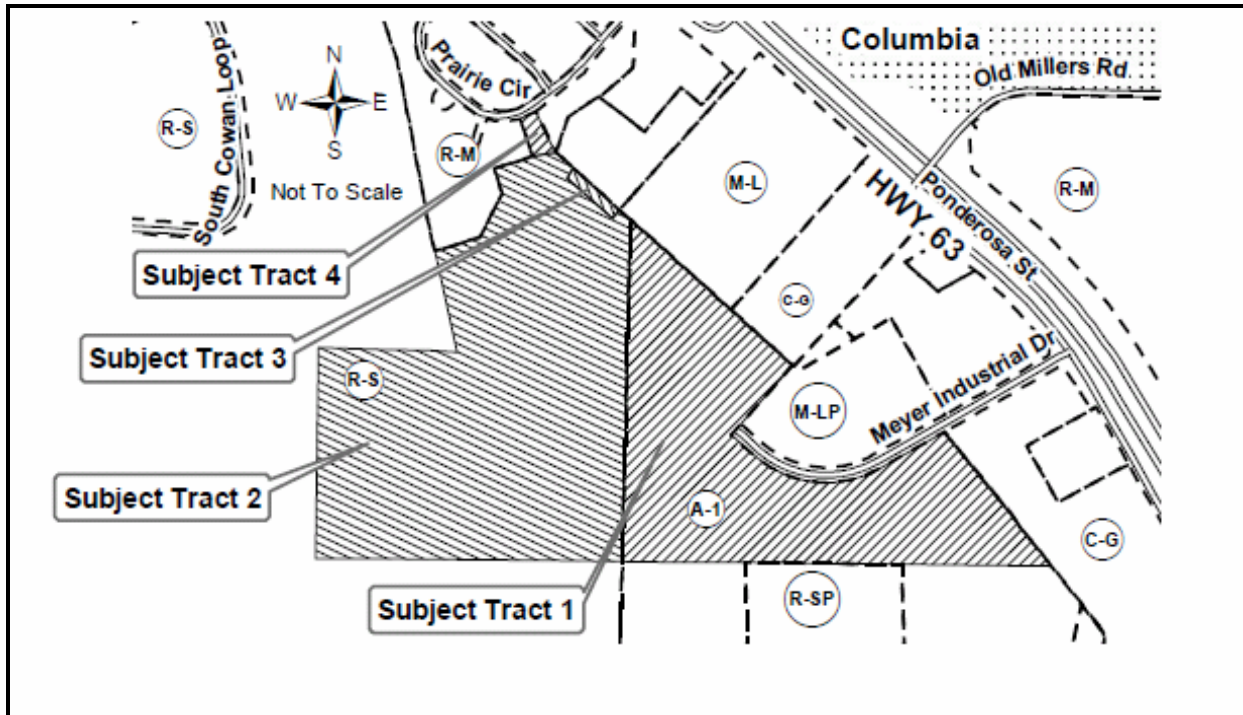 Columbia
Old Millers Rd.
Prairie Cir
N
W E
S
South Cowan Loop
R-S
R-M
Not To Scale
M-L
R-M
HWY 63
Ponderosa St
Subject Tract 4
C-G
Subject Tract 3
R-S
M-LP
Meyer Industrial Dr
Subject Tract 2
A-1
C-G
Subject Tract 1
R-SP